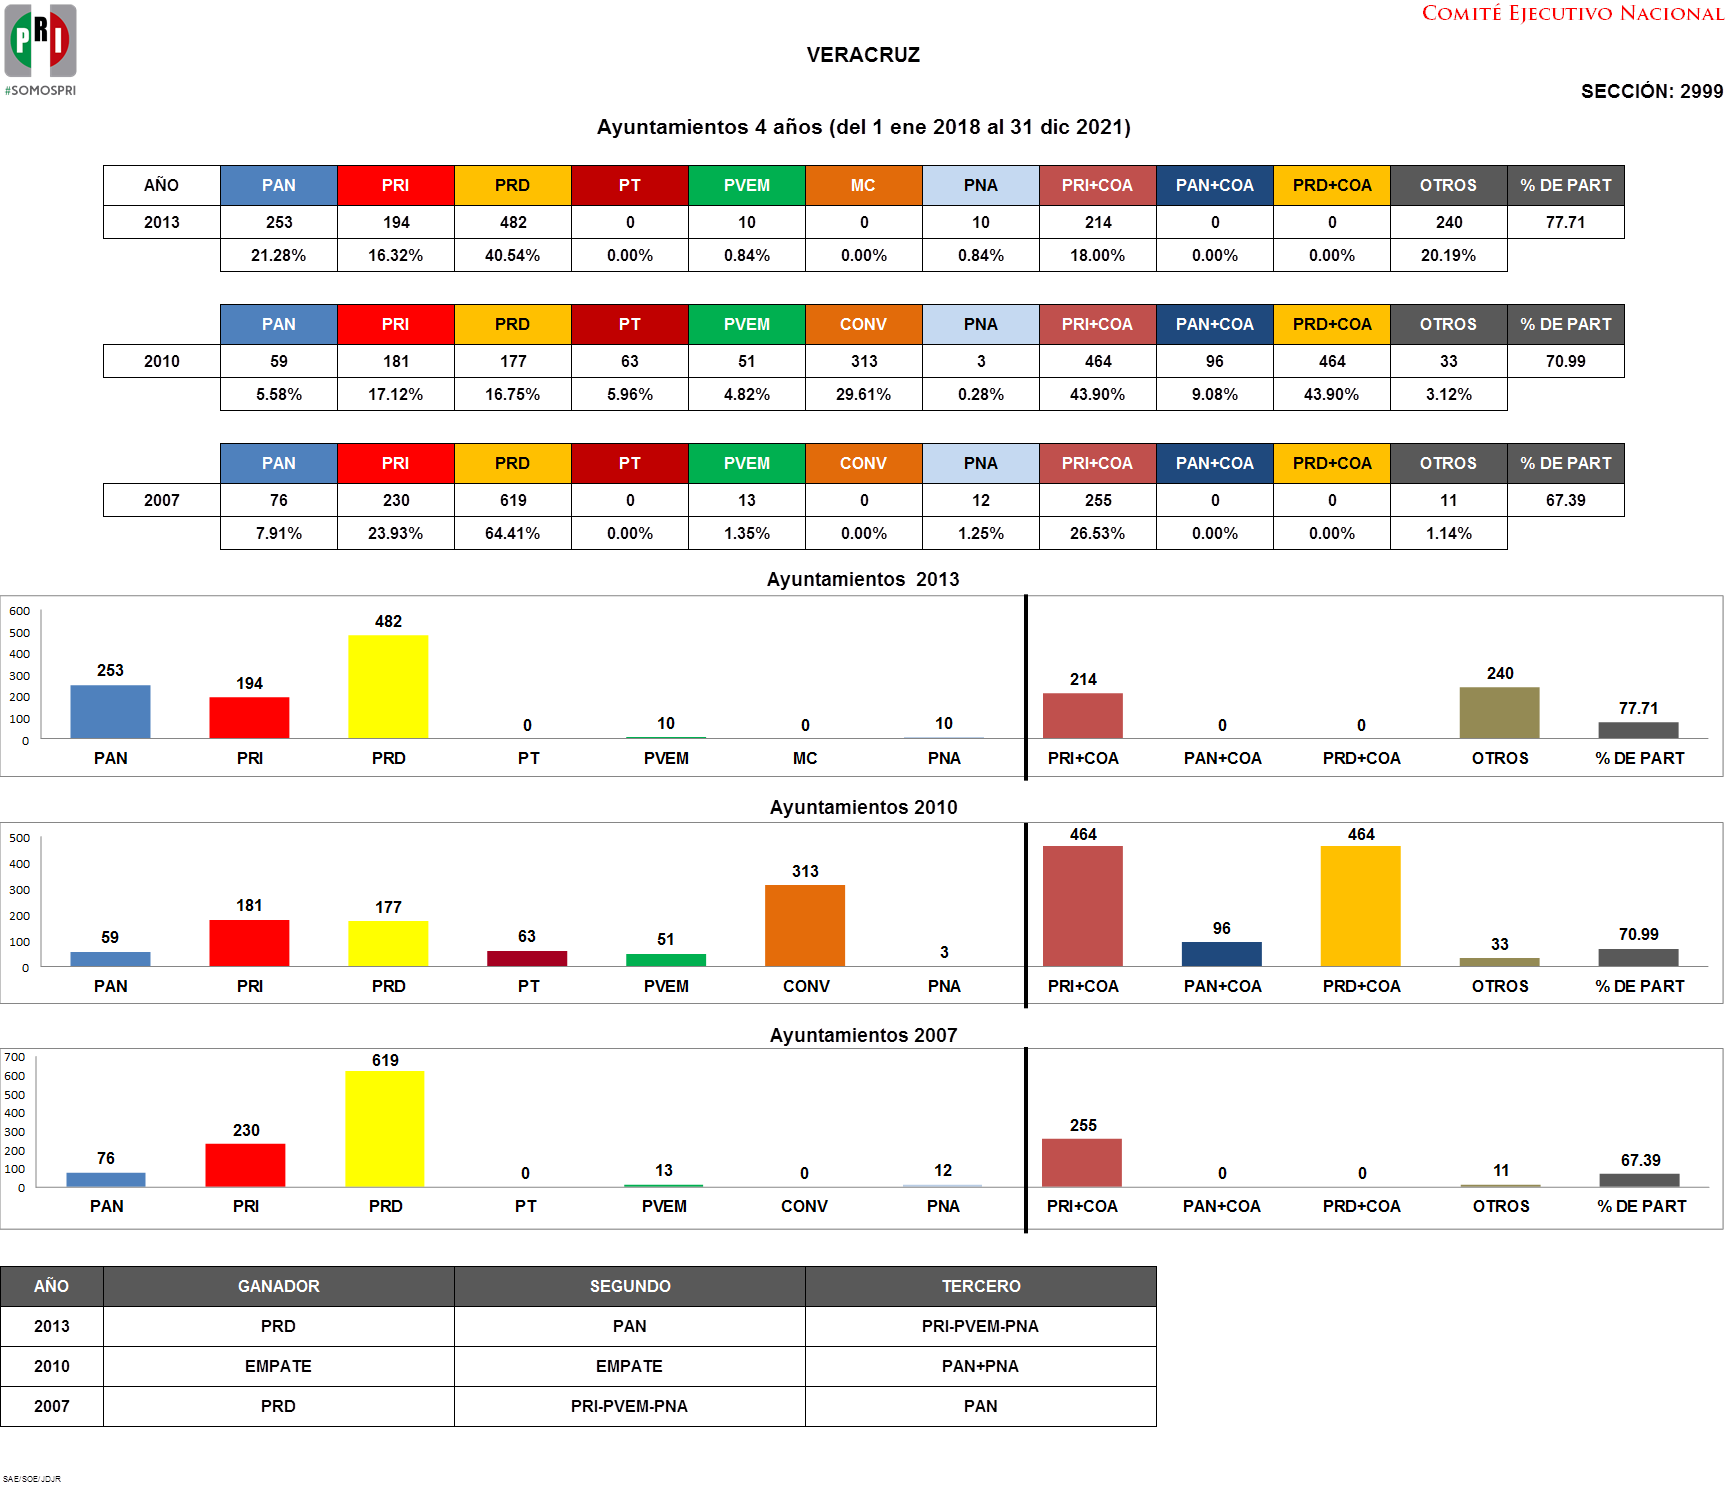 PRI
#SOMOSPRI
COMITÉ EJECUTIVO NACIONAL
VERACRUZ
SECCIÓN: 2999
Ayuntamientos 4 años (del 1 ene 2018 al 31 dic 2021)
AÑO PAN PRI PRD PT PVEM MC PNA PRI+COA PAN+COA PRD+COA OTROS % DE PART
2013 253 194 482 0 10 0 10 214 0 0 240 77.71
21.28% 16.32% 40.54% 0.00% 0.84% 0.00% 0.84% 18.00% 0.00% 0.00% 20.19%
PAN PRI PRD PT PVEM CONV PNA PRI+COA PAN+COA PRD+COA OTROS % DE PART
2010 59 181 177 63 51 313 3 464 96 464 33 70.99
5.58% 17.12% 16.75% 5.96% 4.82% 29.61% 0.28% 43.90% 9.08% 43.90% 3.12%
PAN PRI PRD PT PVEM CONV PNA PRI+COA PAN+COA PRD+COA OTROS % DE PART
2007 76 230 619 0 13 0 12 255 0 0 11 67.39
7.91% 23.93% 64.41% 0.00% 1.35% 0.00% 1.25% 26.53% 0.00% 0.00% 1.14%
Ayuntamientos 2013
600
500
400
300
200
100
0
253 194 482 0 10 0 10 214 0 0 240 77.71
PAN PRI PRD PT PVEM MC PNA PRI+COA PAN+COA PRD+COA OTROS % DE PART
Ayuntamientos 2010
500
400
300
200
100
0
59 181 177 63 51 313 3 464 96 464 33 70.99
PAN PRI PRD PT PVEM CONV PNA PRI+COA PAN+COA PRD+COA OTROS % DE PART
Ayuntamientos 2007
700
600
500
400
300
200
100
0
76 230 619 0 13 0 12 255 0 0 11 67.39
PAN PRI PRD PT PVEM CONV PNA PRI+COA PAN+COA PRD+COA OTROS % DE PART
AÑO GANADOR SEGUNDO TERCERO
2013 PRD PAN PRI-PVEM-PNA
2010 EMPATE EMPATE PAN+PNA
2007 PRD PRI-PVEM-PNA PAN
SAE/SOE/JDJR